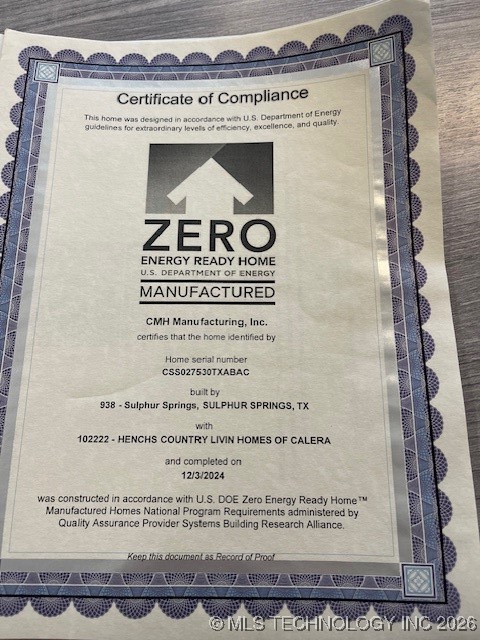 Certificate of Compliance
This home was designed in accordance with U.S. Department of Energy
guidelines for extraordinary levels of efficiency, excellence, and quality.
ZERO
ENERGY READY HOME
U.S. DEPARTMENT OF ENERGY
MANUFACTURED
CMH Manufacturing, Inc.
certifies that the home identified by
Home serial number
CSS027530TXABAC
built by
938 - Sulphur Springs, SULPHUR SPRINGS, TX
with
102222 - HENCHS COUNTRY LIVIN HOMES OF CALERA
and completed on
12/3/2024
was constructed in accordance with U.S. DOE Zero Energy Ready Home™
Manufactured Homes National Program Requirements administered by
Quality Assurance Provider Systems Building Research Alliance.
Keep this document as Record of Proof
© MLS TECHNOLOGY INC 2026